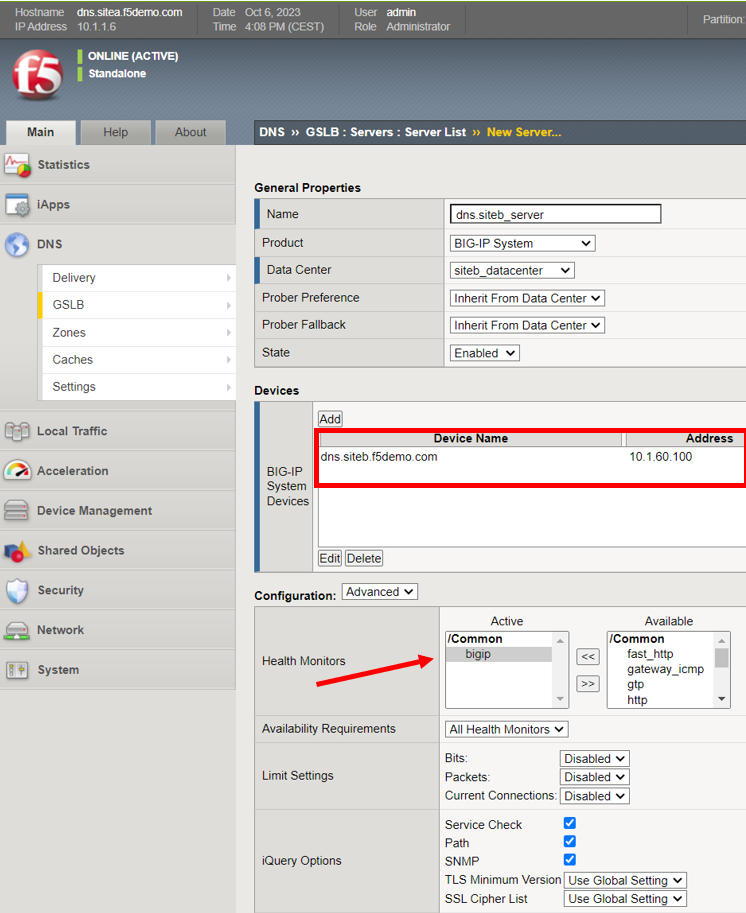 Hostname dns.sitea.f5demo.com Date Oct 6, 2023 User admin
IP Address 10.1.1.6 Time 4:08 PM (CEST) Role Administrator
Partition:
f5
ONLINE (ACTIVE)
Standalone
Main Help About
DNS ›› GSLB : Servers : Server List ›› New Server...
Statistics
iApps
DNS
Delivery
GSLB
Zones
Caches
Settings
Local Traffic
Acceleration
Device Management
Shared Objects
Security
Network
System
General Properties
Name dns.siteb_server
Product BIG-IP System
Data Center siteb_datacenter
Prober Preference Inherit From Data Center
Prober Fallback Inherit From Data Center
State Enabled
Devices
BIG-IP
System
Devices
Add
Device Name Address
dns.siteb.f5demo.com 10.1.60.100
Edit Delete
Configuration: Advanced
Health Monitors
Active
/Common
bigip
<<
>>
Available
/Common
fast_http
gateway_icmp
gtp
http
Availability Requirements All Health Monitors
Limit Settings
Bits: Disabled
Packets: Disabled
Current Connections: Disabled
iQuery Options
Service Check
Path
SNMP
TLS Minimum Version Use Global Setting
SSL Cipher List Use Global Setting